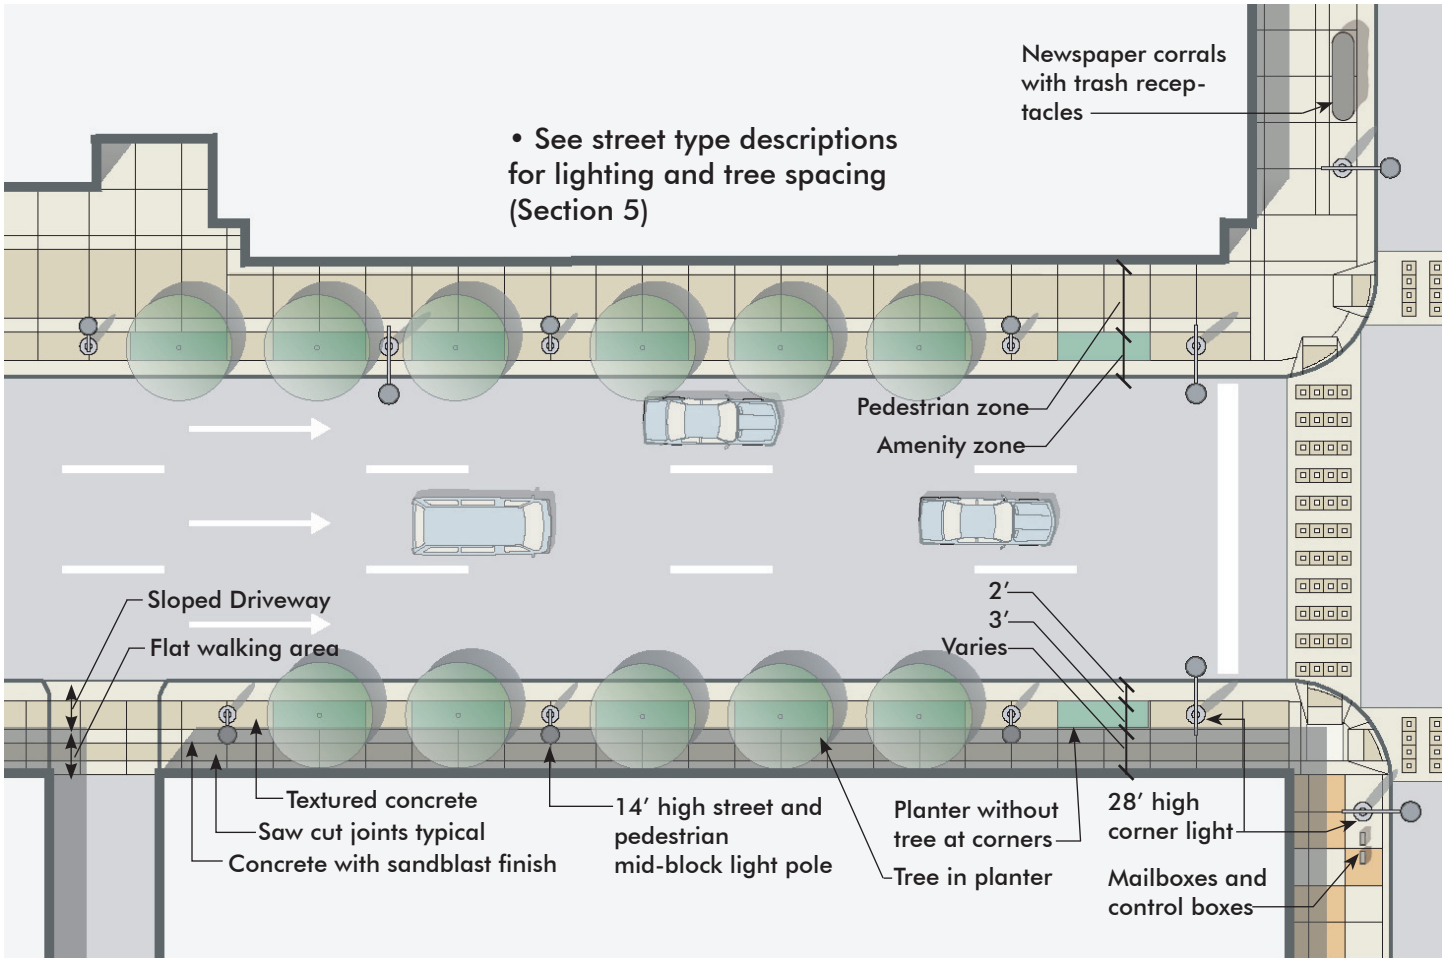 Newspaper corrals
with trash recep-
tacles
• See street type descriptions
for lighting and tree spacing
(Section 5)
Pedestrian zone
Amenity zone
Sloped Driveway
Flat walking area
2’
3’
Varies
Textured concrete
Saw cut joints typical
Concrete with sandblast finish
14’ high street and
pedestrian
mid-block light pole
Planter without
tree at corners
Tree in planter
28’ high
corner light
Mailboxes and
control boxes